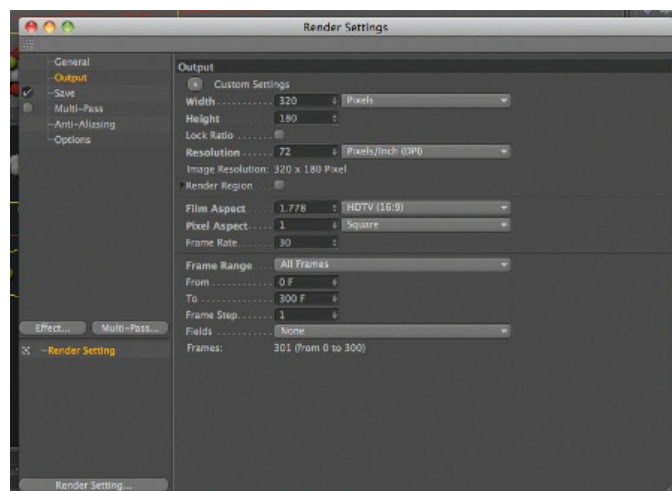 Render Settings
General
Output
Save
Multi-Pass
Anti-Aliasing
Options
Effect... Multi-Pass...
Render Setting
Render Setting...
Output
Custom Settings
Width 320 Pixels
Height 180
Lock Ratio
Resolution 72 Pixels/Inch (DPI)
Image Resolution: 320 x 180 Pixel
Render Region
Film Aspect 1.778 HDTV (16:9)
Pixel Aspect 1 Square
Frame Rate 30
Frame Range All Frames
From 0 F
To 300 F
Frame Step 1
Fields None
Frames: 301 (from 0 to 300)